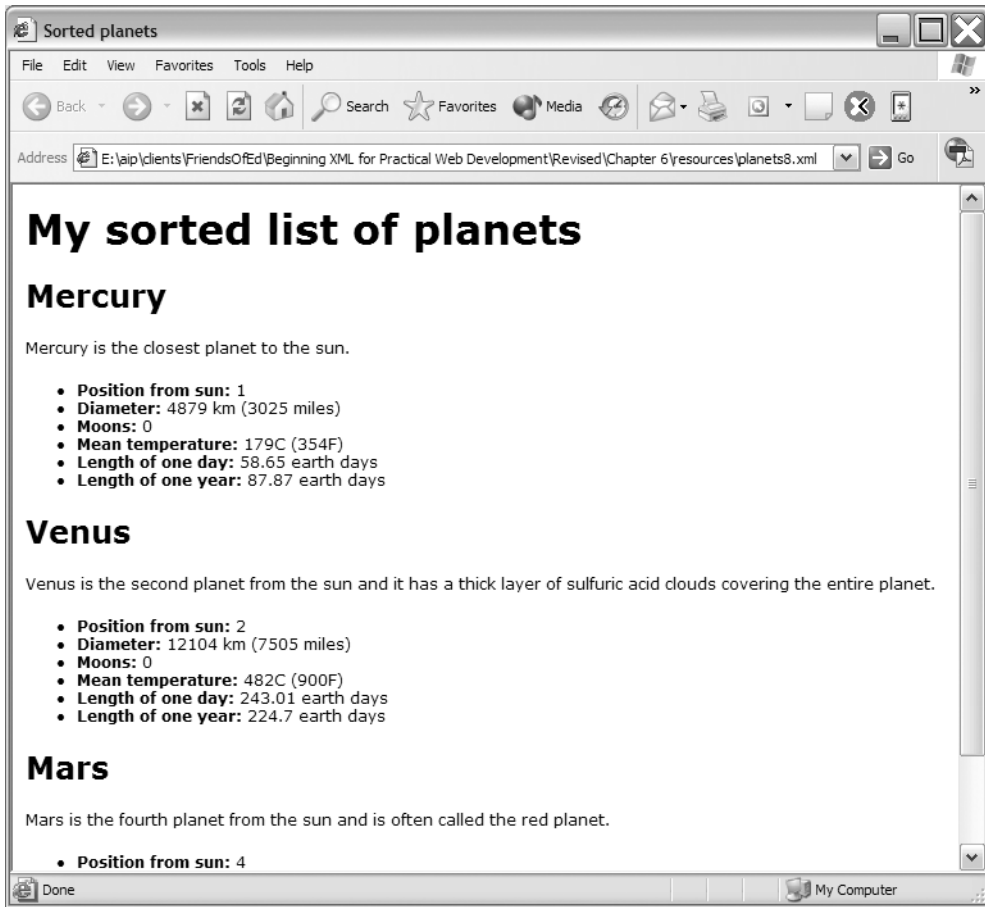 Sorted planets
File Edit View Favorites Tools Help
Back Search Favorites Media
Address E:\aip\clients\FriendsOfEd\Beginning XML for Practical Web Development\Revised\Chapter 6\resources\planets8.xml Go
My sorted list of planets
Mercury
Mercury is the closest planet to the sun.
• Position from sun: 1
• Diameter: 4879 km (3025 miles)
• Moons: 0
• Mean temperature: 179C (354F)
• Length of one day: 58.65 earth days
• Length of one year: 87.87 earth days
Venus
Venus is the second planet from the sun and it has a thick layer of sulfuric acid clouds covering the entire planet.
• Position from sun: 2
• Diameter: 12104 km (7505 miles)
• Moons: 0
• Mean temperature: 482C (900F)
• Length of one day: 243.01 earth days
• Length of one year: 224.7 earth days
Mars
Mars is the fourth planet from the sun and is often called the red planet.
• Position from sun: 4
Done My Computer